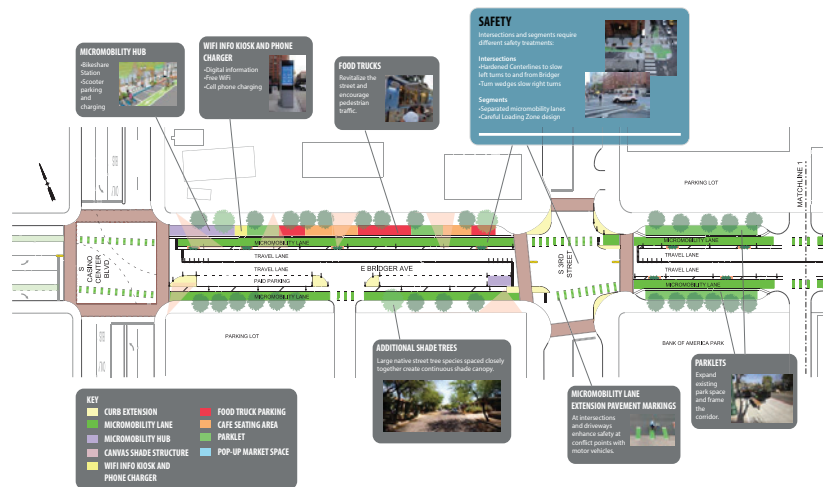 MICROMOBILITY HUB
•Bikeshare
Station
•Scooter
parking
and
charging
WIFI INFO KIOSK AND PHONE
CHARGER
•Digital information
•Free WiFi
•Cell phone charging
FOOD TRUCKS
Revitalize the
street and
encourage
pedestrian
traffic.
SAFETY
Intersections and segments require
different safety treatments:
Intersections
•Hardened Centerlines to slow
left turns to and from Bridger
•Turn wedges slow right turns
Segments
•Separated micromobility lanes
•Careful Loading Zone design
PARKING LOT
MATCHLINE 1
S
CASINO
CENTER
BLVD
MICROMOBILITY LANE
TRAVEL LANE
TRAVEL LANE
E BRIDGER AVE
PAID PARKING
MICROMOBILITY LANE
S 3RD
STREET
MICROMOBILITY LANE
TRAVEL LANE
TRAVEL LANE
MICROMOBILITY LANE
PARKING LOT
BANK OF AMERICA PARK
ADDITIONAL SHADE TREES
Large native street tree species spaced closely
together create continuous shade canopy.
PARKLETS
Expand
existing
park space
and frame
the
corridor.
MICROMOBILITY LANE
EXTENSION PAVEMENT MARKINGS
At intersections
and driveways
enhance safety at
conflict points with
motor vehicles.
KEY
CURB EXTENSION
MICROMOBILITY LANE
MICROMOBILITY HUB
CANVAS SHADE STRUCTURE
WIFI INFO KIOSK AND
PHONE CHARGER
FOOD TRUCK PARKING
CAFE SEATING AREA
PARKLET
POP-UP MARKET SPACE